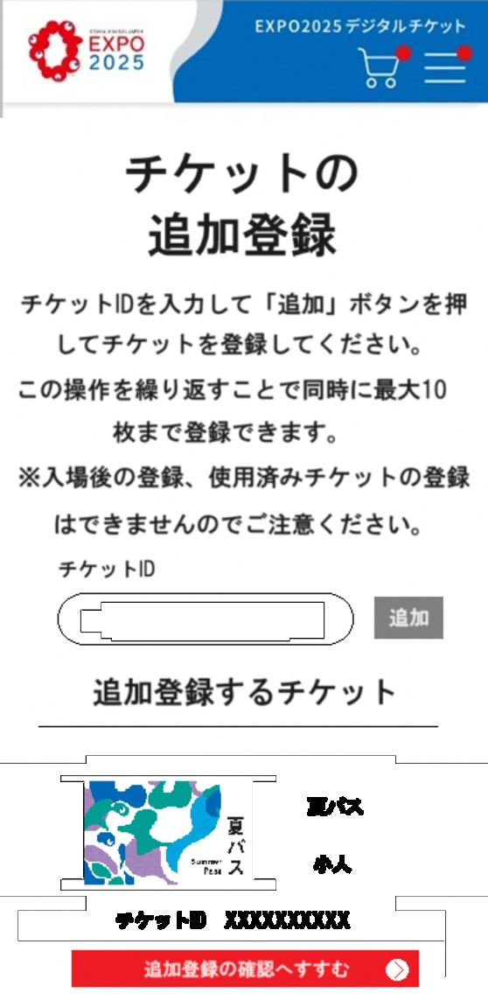 OSAKA, KANSAI, JAPAN
EXPO
2025
EXPO2025デジタルチケット
チケットの
追加登録
チケットIDを入力して「追加」ボタンを押
してチケットを登録してください。
この操作を繰り返すことで同時に最大10
枚まで登録できます。
※入場後の登録、使用済みチケットの登録
はできませんのでご注意ください。
チケットID
追加
追加登録するチケット
夏パス
Summer
Pass
夏パス
小人
チケットID XXXXXXXXXX
追加登録の確認へすすむ